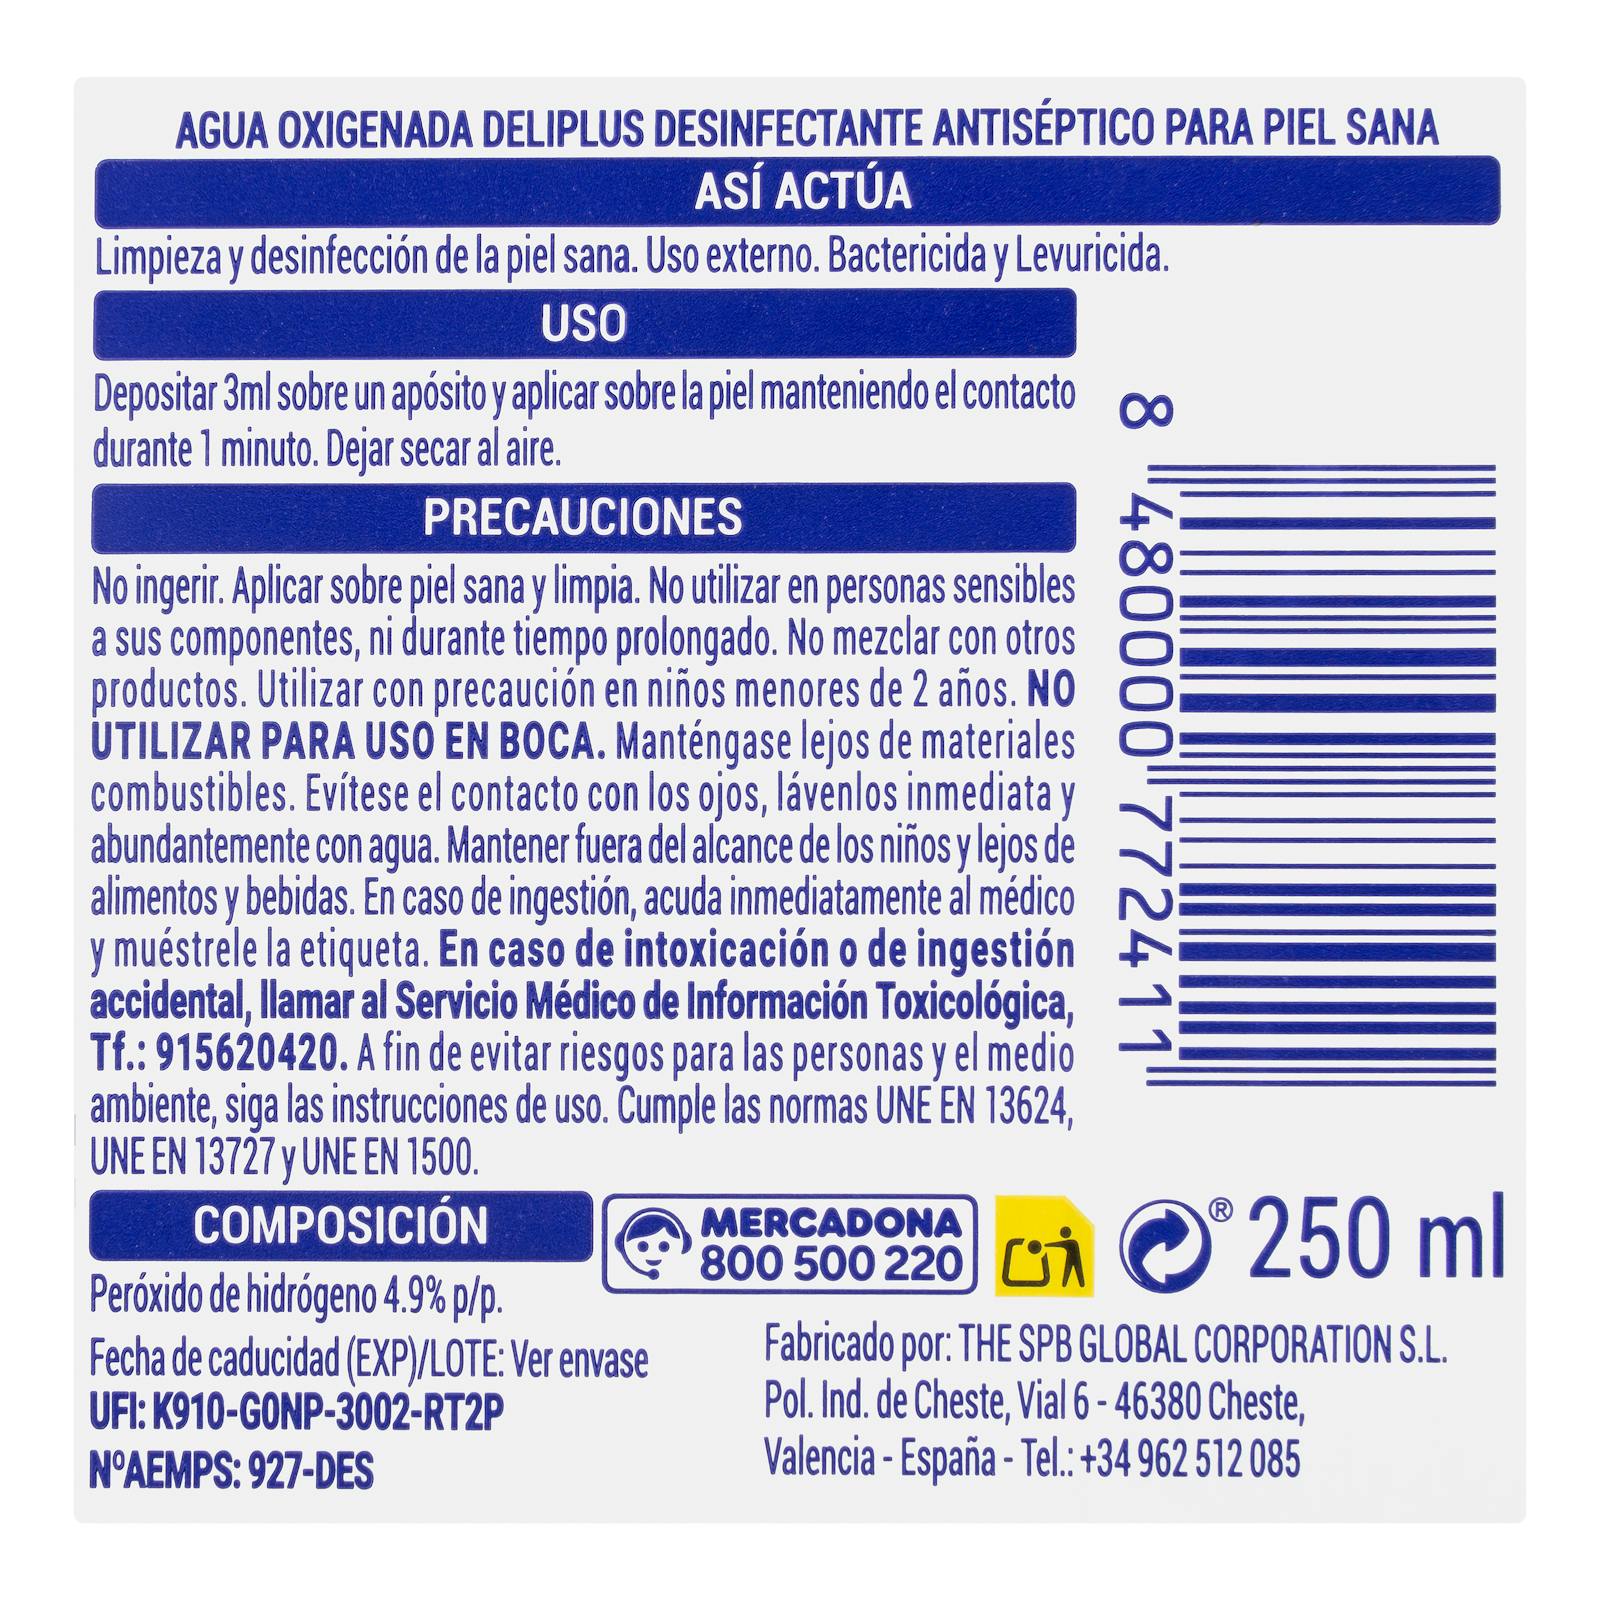 AGUA OXIGENADA DELIPLUS DESINFECTANTE ANTISÉPTICO PARA PIEL SANA
ASÍ ACTÚA
Limpieza y desinfección de la piel sana. Uso externo. Bactericida y Levuricida.
USO
Depositar 3ml sobre un apósito y aplicar sobre la piel manteniendo el contacto
durante 1 minuto. Dejar secar al aire.
PRECAUCIONES
No ingerir. Aplicar sobre piel sana y limpia. No utilizar en personas sensibles
a sus componentes, ni durante tiempo prolongado. No mezclar con otros
productos. Utilizar con precaución en niños menores de 2 años. NO
UTILIZAR PARA USO EN BOCA. Manténgase lejos de materiales
combustibles. Evítese el contacto con los ojos, lávenlos inmediata y
abundantemente con agua. Mantener fuera del alcance de los niños y lejos de
alimentos y bebidas. En caso de ingestión, acuda inmediatamente al médico
y muéstrele la etiqueta. En caso de intoxicación o de ingestión
accidental, llamar al Servicio Médico de Información Toxicológica,
Tf.: 915620420. A fin de evitar riesgos para las personas y el medio
ambiente, siga las instrucciones de uso. Cumple las normas UNE EN 13624,
UNE EN 13727 y UNE EN 1500.
8 480000 772411
COMPOSICIÓN
Peróxido de hidrógeno 4.9% p/p.
Fecha de caducidad (EXP)/LOTE: Ver envase
UFI: K910-G0NP-3002-RT2P
NºAEMPS: 927-DES
MERCADONA
800 500 220
® 250 ml
Fabricado por: THE SPB GLOBAL CORPORATION S.L.
Pol. Ind. de Cheste, Vial 6 - 46380 Cheste,
Valencia - España - Tel.: +34 962 512 085